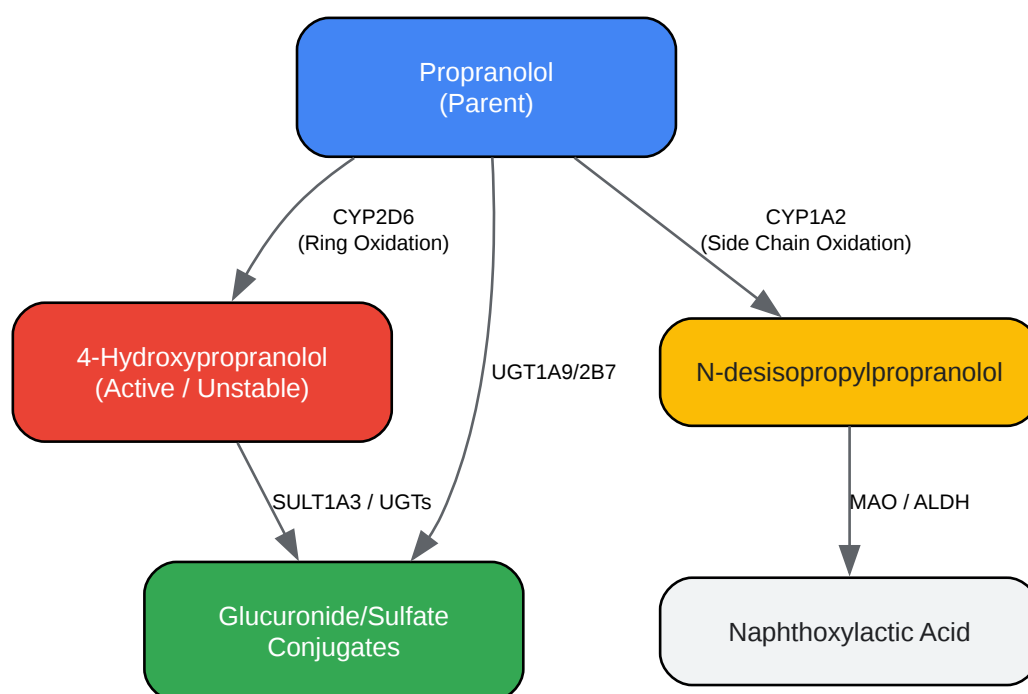 Propranolol
(Parent)
CYP2D6
(Ring Oxidation)
CYP1A2
(Side Chain Oxidation)
4-Hydroxypropranolol
(Active / Unstable)
UGT1A9/2B7
N-desisopropylpropranolol
SULT1A3 / UGTs
MAO / ALDH
Glucuronide/Sulfate
Conjugates
Naphthoxylactic Acid